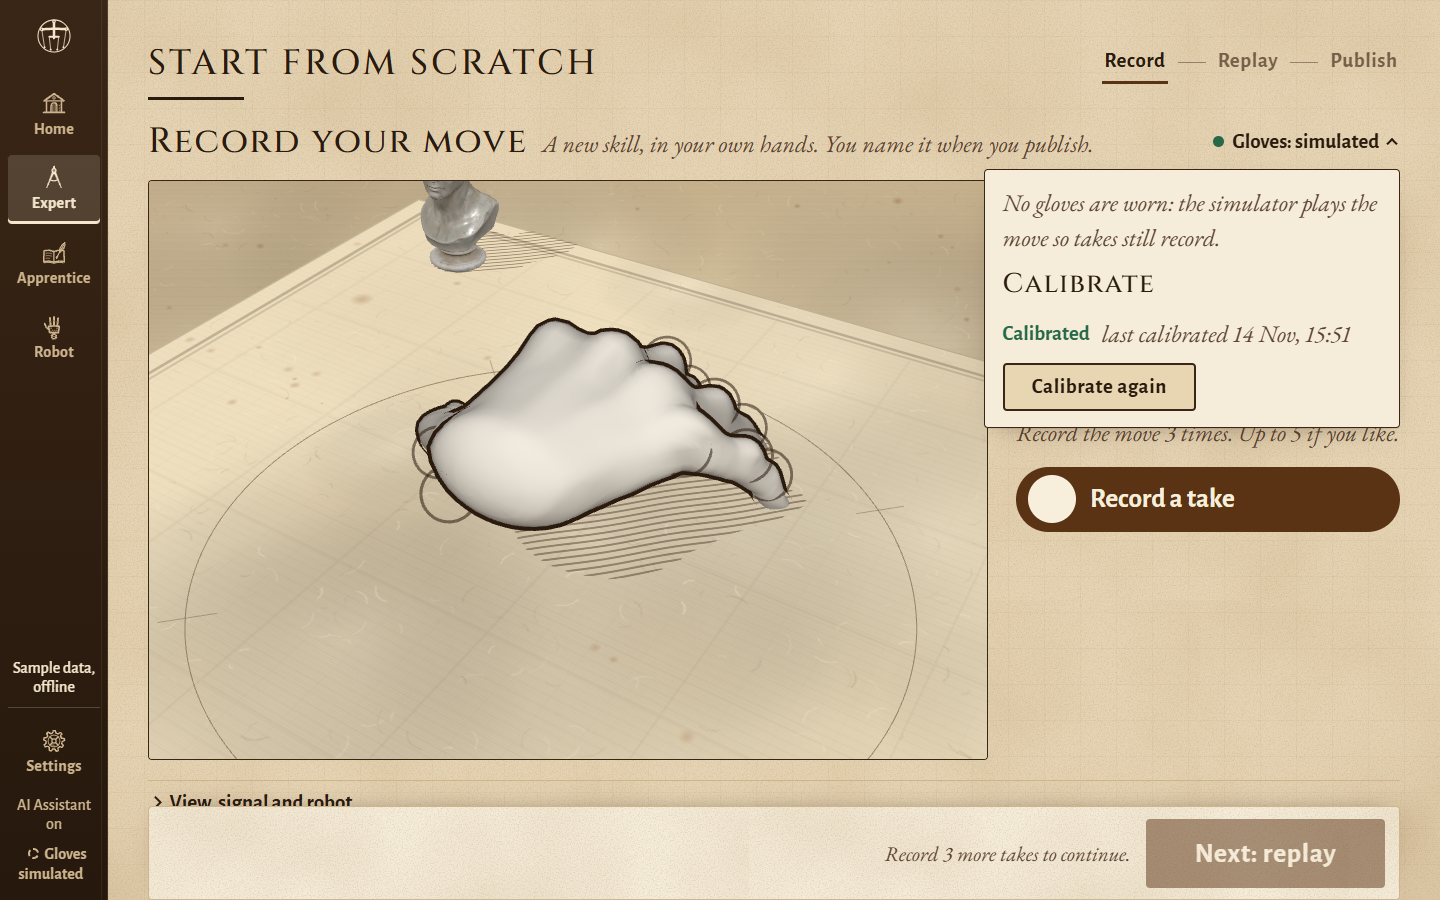 START FROM SCRATCH
Record
Replay
Publish
Home
Expert
Apprentice
Robot
Sample data,
offline
Settings
AI Assistant
on
Gloves
simulated
RECORD YOUR MOVE
A new skill, in your own hands. You name it when you publish.
Gloves: simulated
No gloves are worn: the simulator plays the
move so takes still record.
CALIBRATE
Calibrated last calibrated 14 Nov, 15:51
Calibrate again
Record the move 3 times. Up to 5 if you like.
Record a take
View, signal and robot
Record 3 more takes to continue.
Next: replay